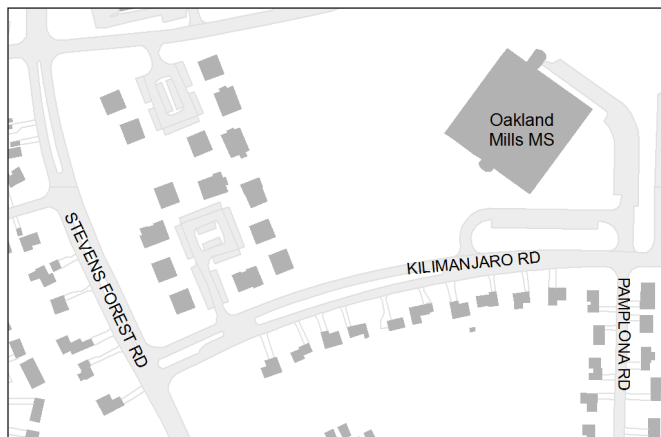 Oakland
Mills MS
KILIMANJARO RD
STEVENS FOREST RD
PAMPLONA RD